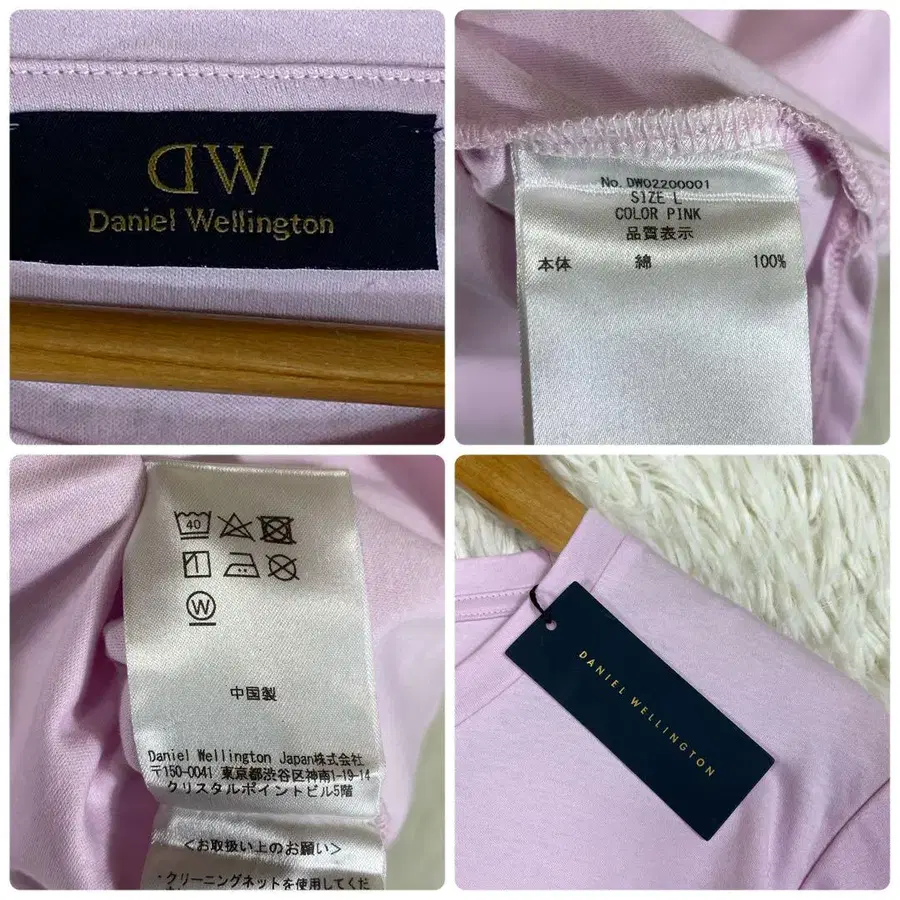 DW
Daniel Wellington
No. DW02200001
SIZE L
COLOR PINK
品質表示
本体 綿 100%
40
W
中国製
Daniel Wellington Japan株式会社
〒150-0041 東京都渋谷区神南1-19-14
クリスタルポイントビル5階
<お取扱い上のお願い>
・クリーニングネットを使用してくだ
DANIEL WELLINGTON